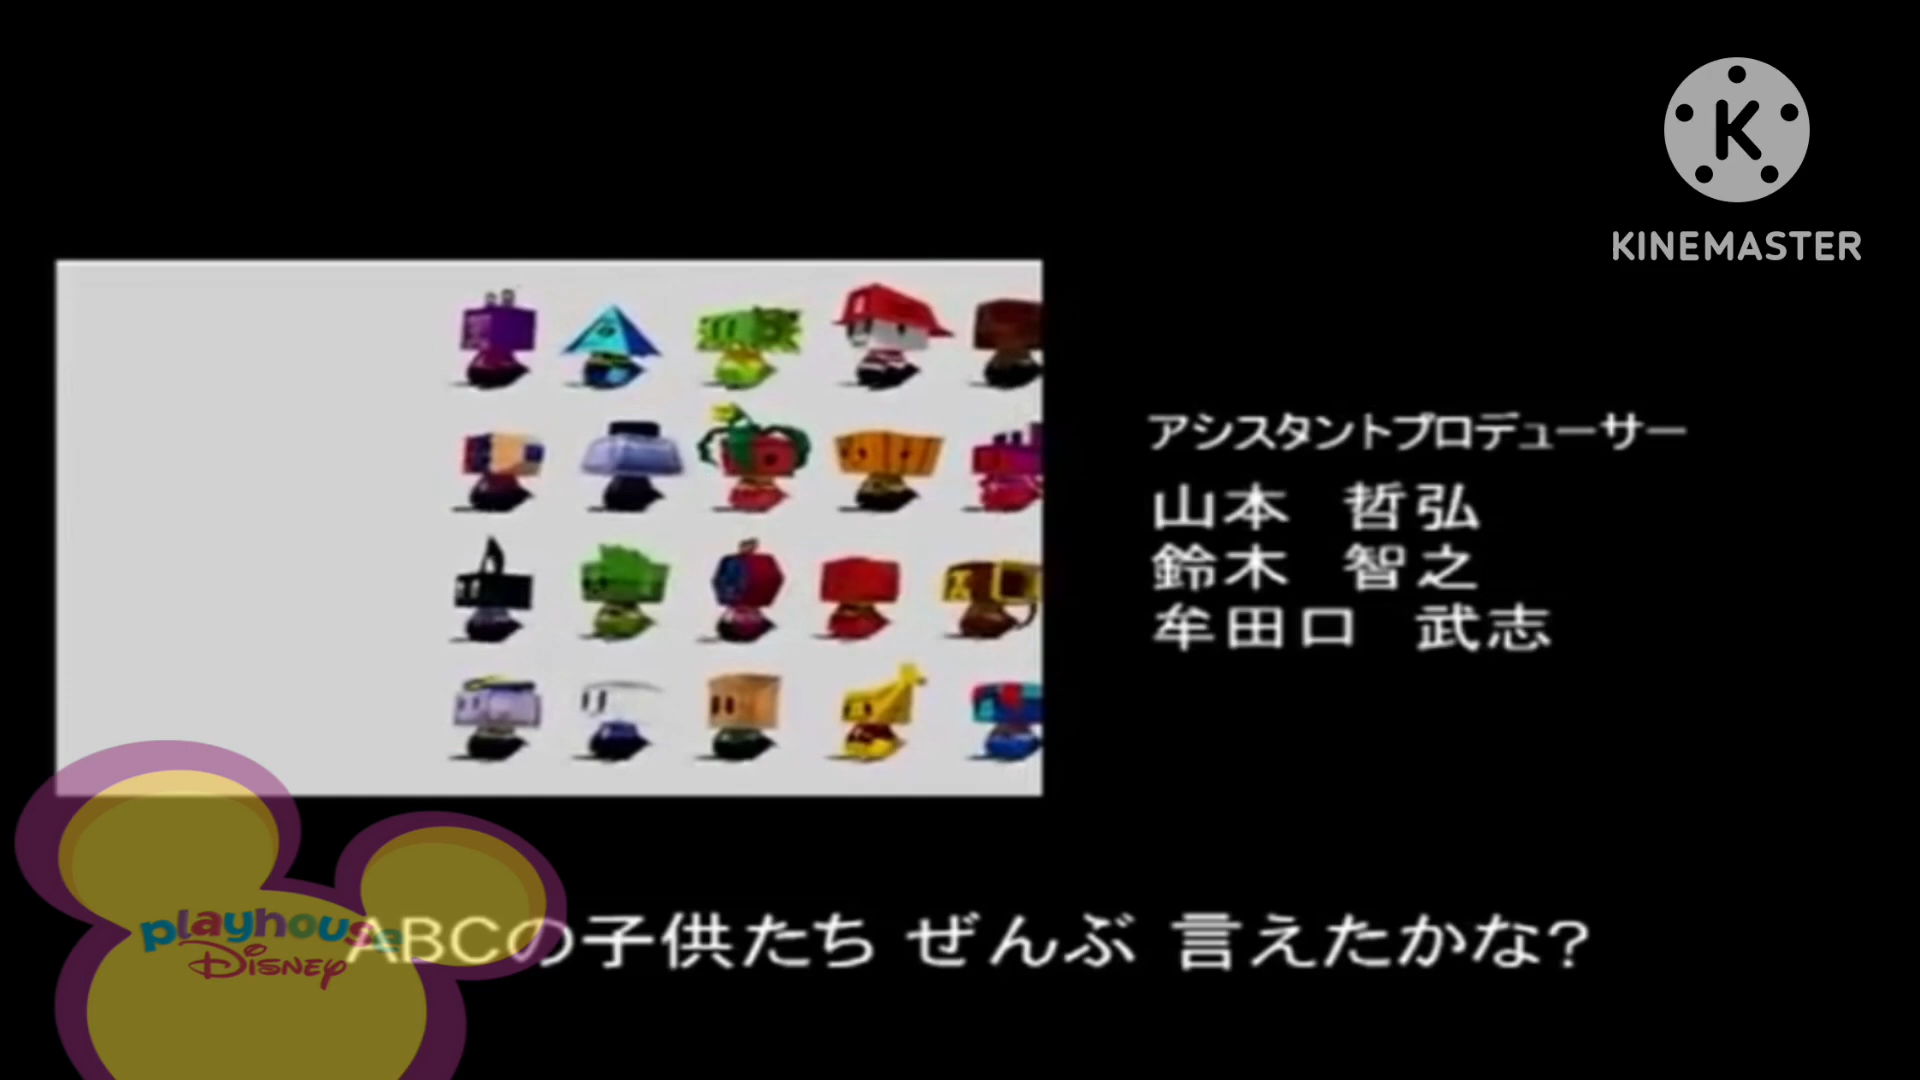 K
KINEMASTER
アシスタントプロデューサー
山本 哲弘
鈴木 智之
牟田口 武志
playhouse
Disney
ABCの子供たち ぜんぶ 言えたかな?